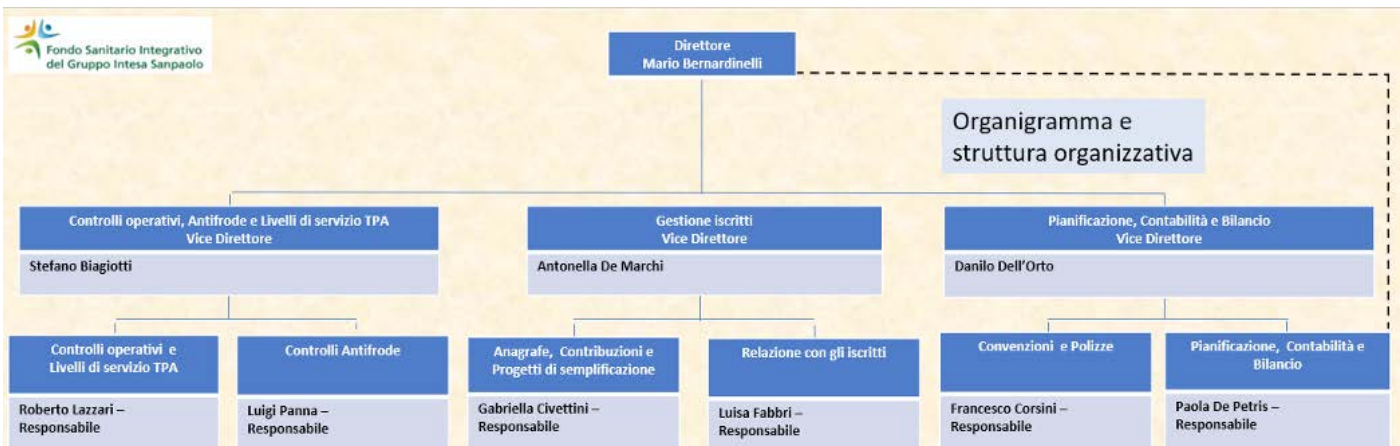 Fondo Sanitario Integrativo
del Gruppo Intesa Sanpaolo
Direttore
Mario Bernardinelli
Organigramma e
struttura organizzativa
Controlli operativi, Antifrode e Livelli di servizio TPA
Vice Direttore
Stefano Biagiotti
Gestione iscritti
Vice Direttore
Antonella De Marchi
Pianificazione, Contabilità e Bilancio
Vice Direttore
Danilo Dell'Orto
Controlli operativi e
Livelli di servizio TPA
Roberto Lazzari –
Responsabile
Controlli Antifrode
Luigi Panna –
Responsabile
Anagrafe, Contribuzioni e
Progetti di semplificazione
Gabriella Civettini –
Responsabile
Relazione con gli iscritti
Luisa Fabbri –
Responsabile
Convenzioni e Polizze
Francesco Corsini –
Responsabile
Pianificazione, Contabilità e
Bilancio
Paola De Petris –
Responsabile